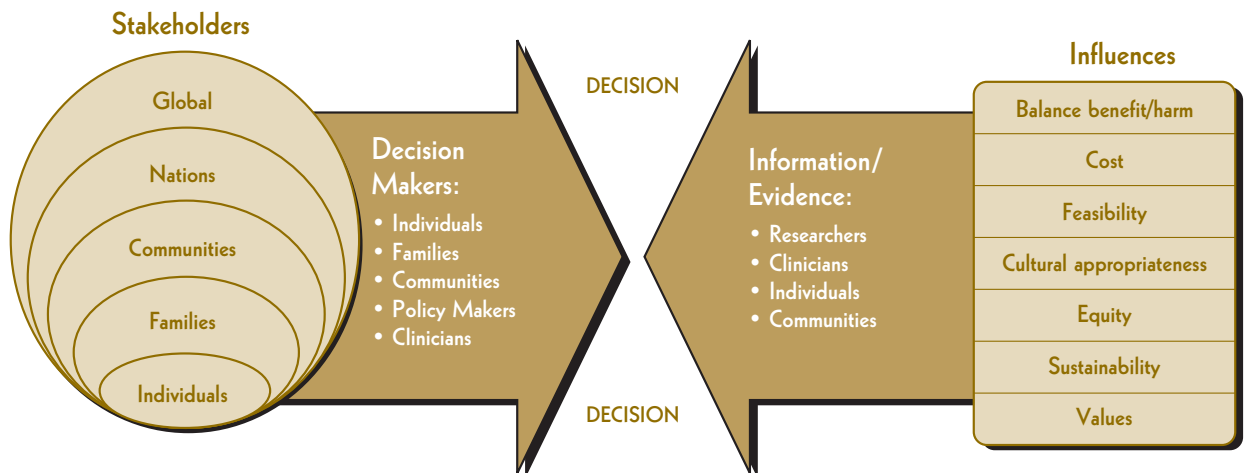 Stakeholders
Global
Nations
Communities
Families
Individuals
Decision
Makers:
• Individuals
• Families
• Communities
• Policy Makers
• Clinicians
DECISION
DECISION
Information/
Evidence:
• Researchers
• Clinicians
• Individuals
• Communities
Influences
Balance benefit/harm
Cost
Feasibility
Cultural appropriateness
Equity
Sustainability
Values